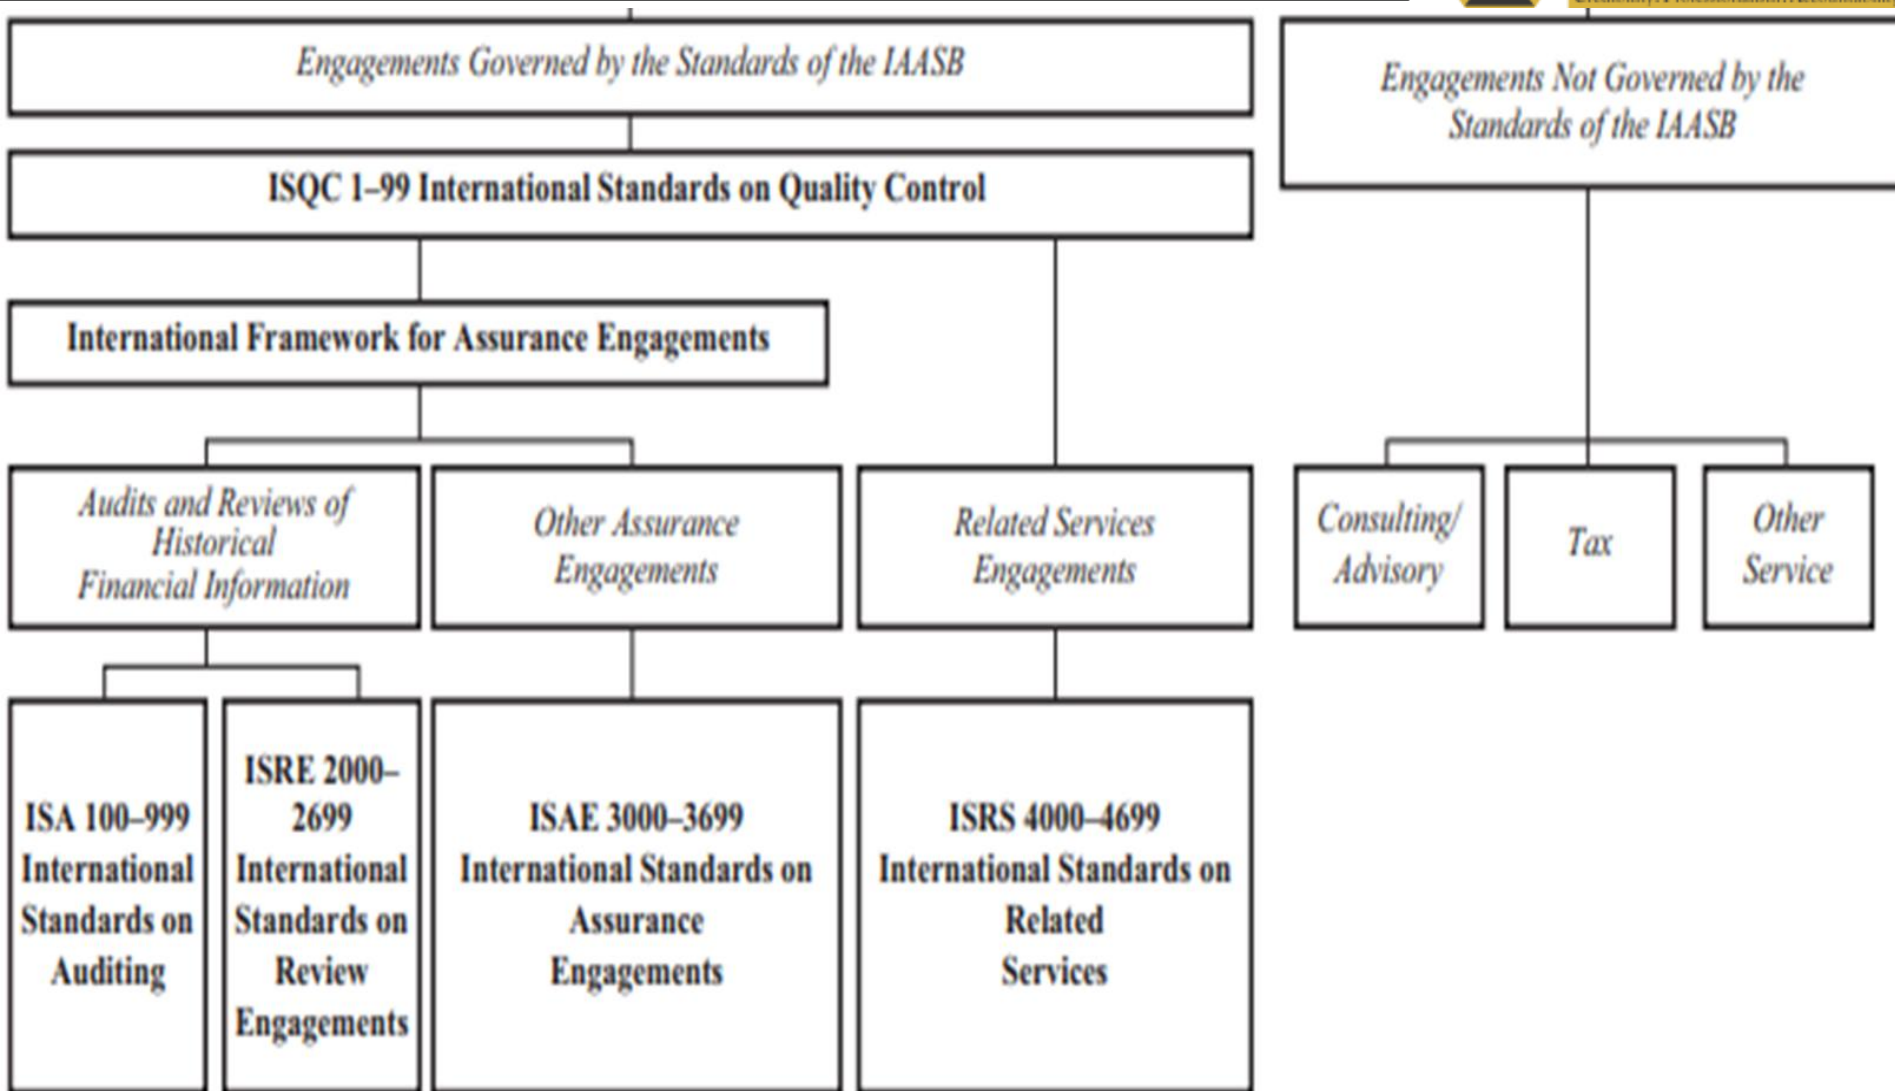 Engagements Governed by the Standards of the IAASB
Engagements Not Governed by the
Standards of the IAASB
ISQC 1–99 International Standards on Quality Control
International Framework for Assurance Engagements
Audits and Reviews of
Historical
Financial Information
Other Assurance
Engagements
Related Services
Engagements
Consulting/
Advisory
Tax
Other
Service
ISA 100–999
International
Standards on
Auditing
ISRE 2000–
2699
International
Standards on
Review
Engagements
ISAE 3000–3699
International Standards on
Assurance
Engagements
ISRS 4000–4699
International Standards on
Related
Services